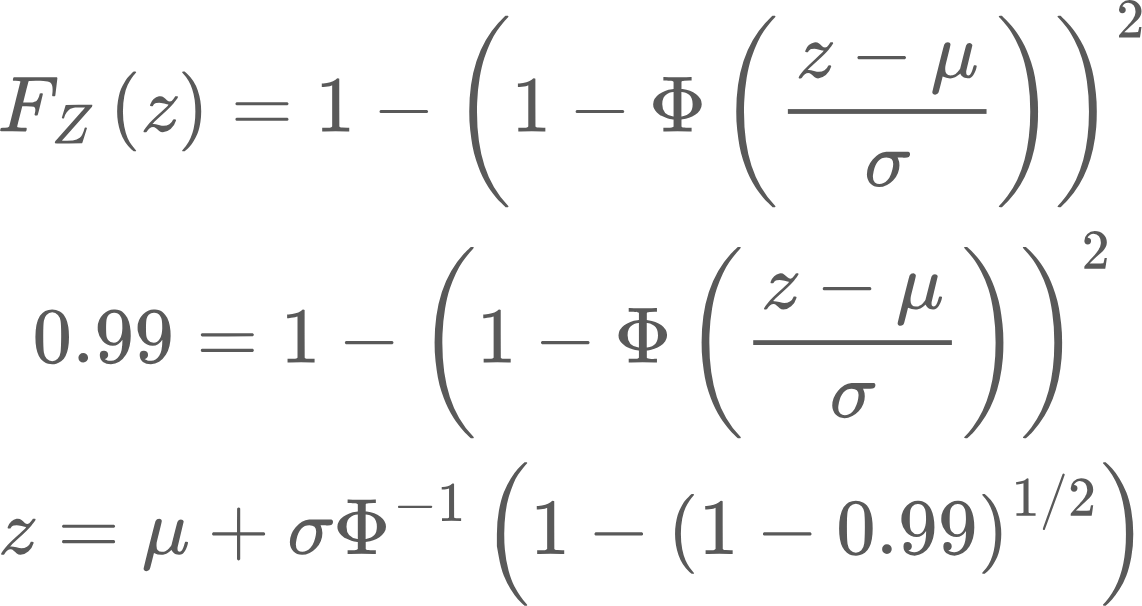 F_Z (z) = 1 − (1 − Φ((z − μ)/σ))^2
0.99 = 1 − (1 − Φ((z − μ)/σ))^2
z = μ + σΦ^−1 (1 − (1 − 0.99)^1/2)